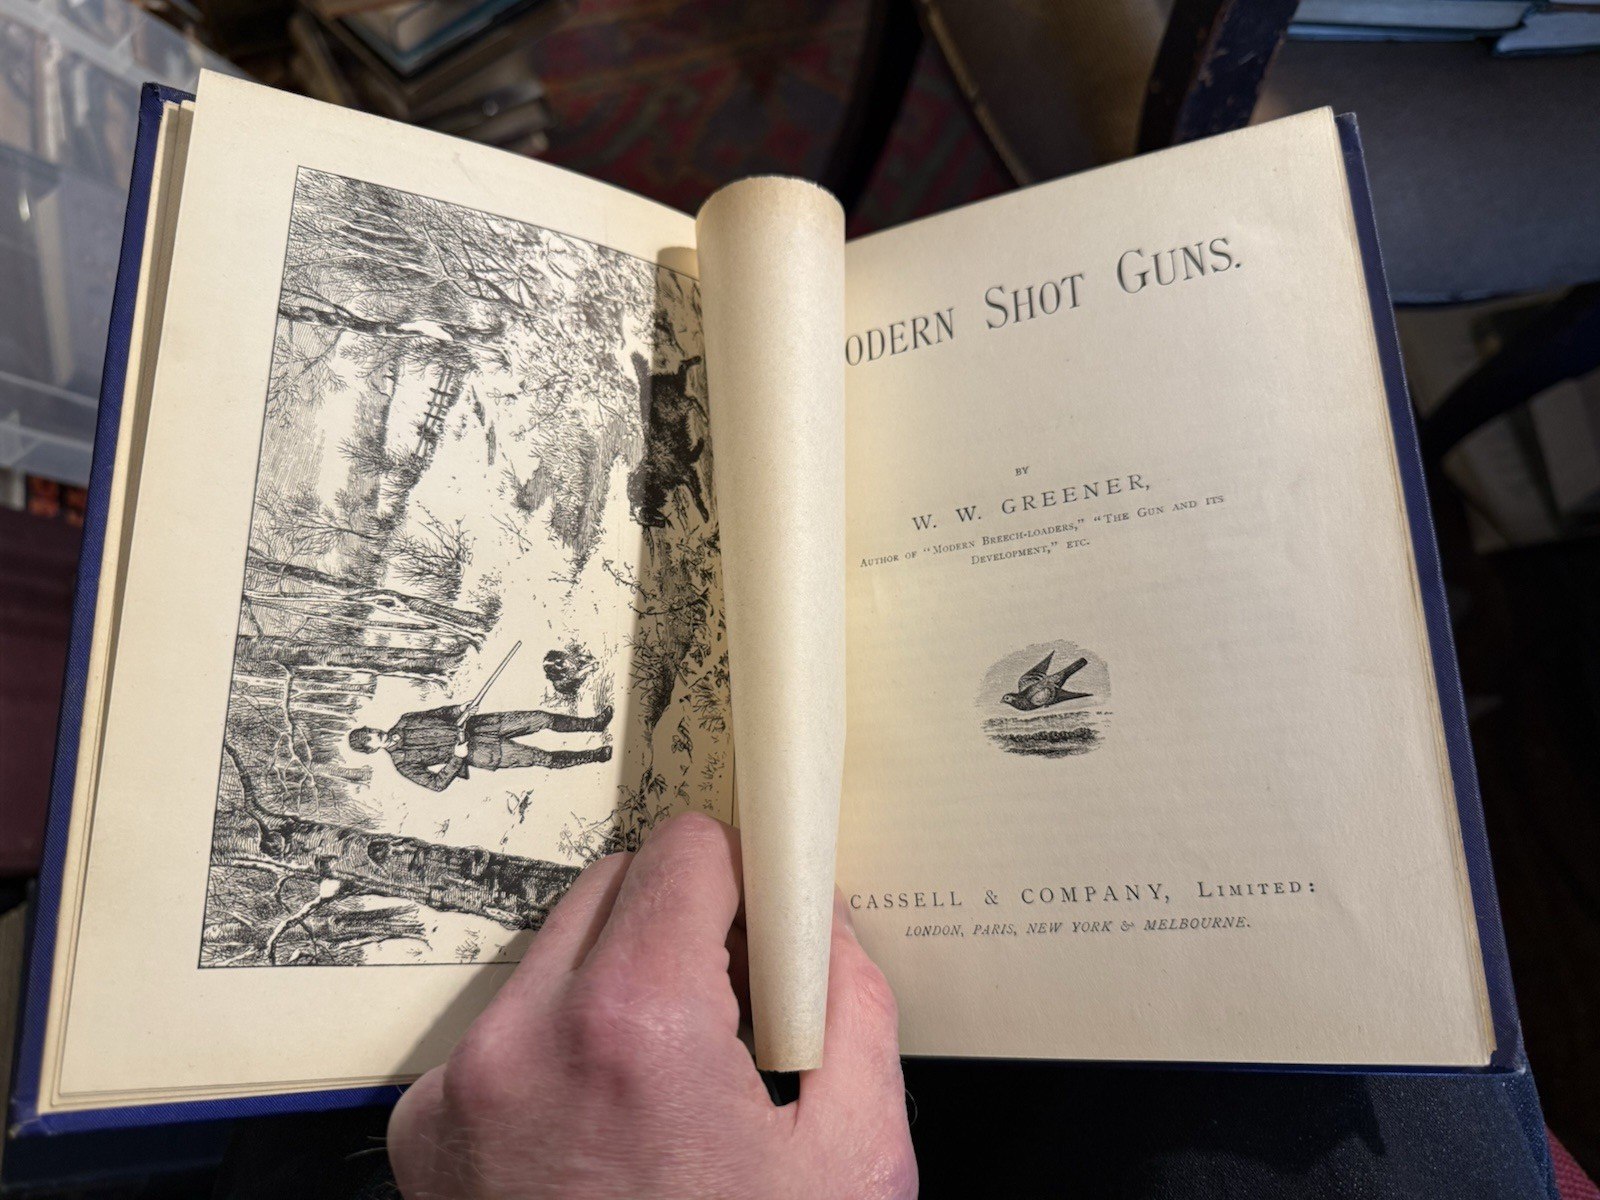 ODERN SHOT GUNS.
BY
W. W. GREENER,
AUTHOR OF "MODERN BREECH-LOADERS," "THE GUN AND ITS
DEVELOPMENT," ETC.
CASSELL & COMPANY, LIMITED:
LONDON, PARIS, NEW YORK & MELBOURNE.